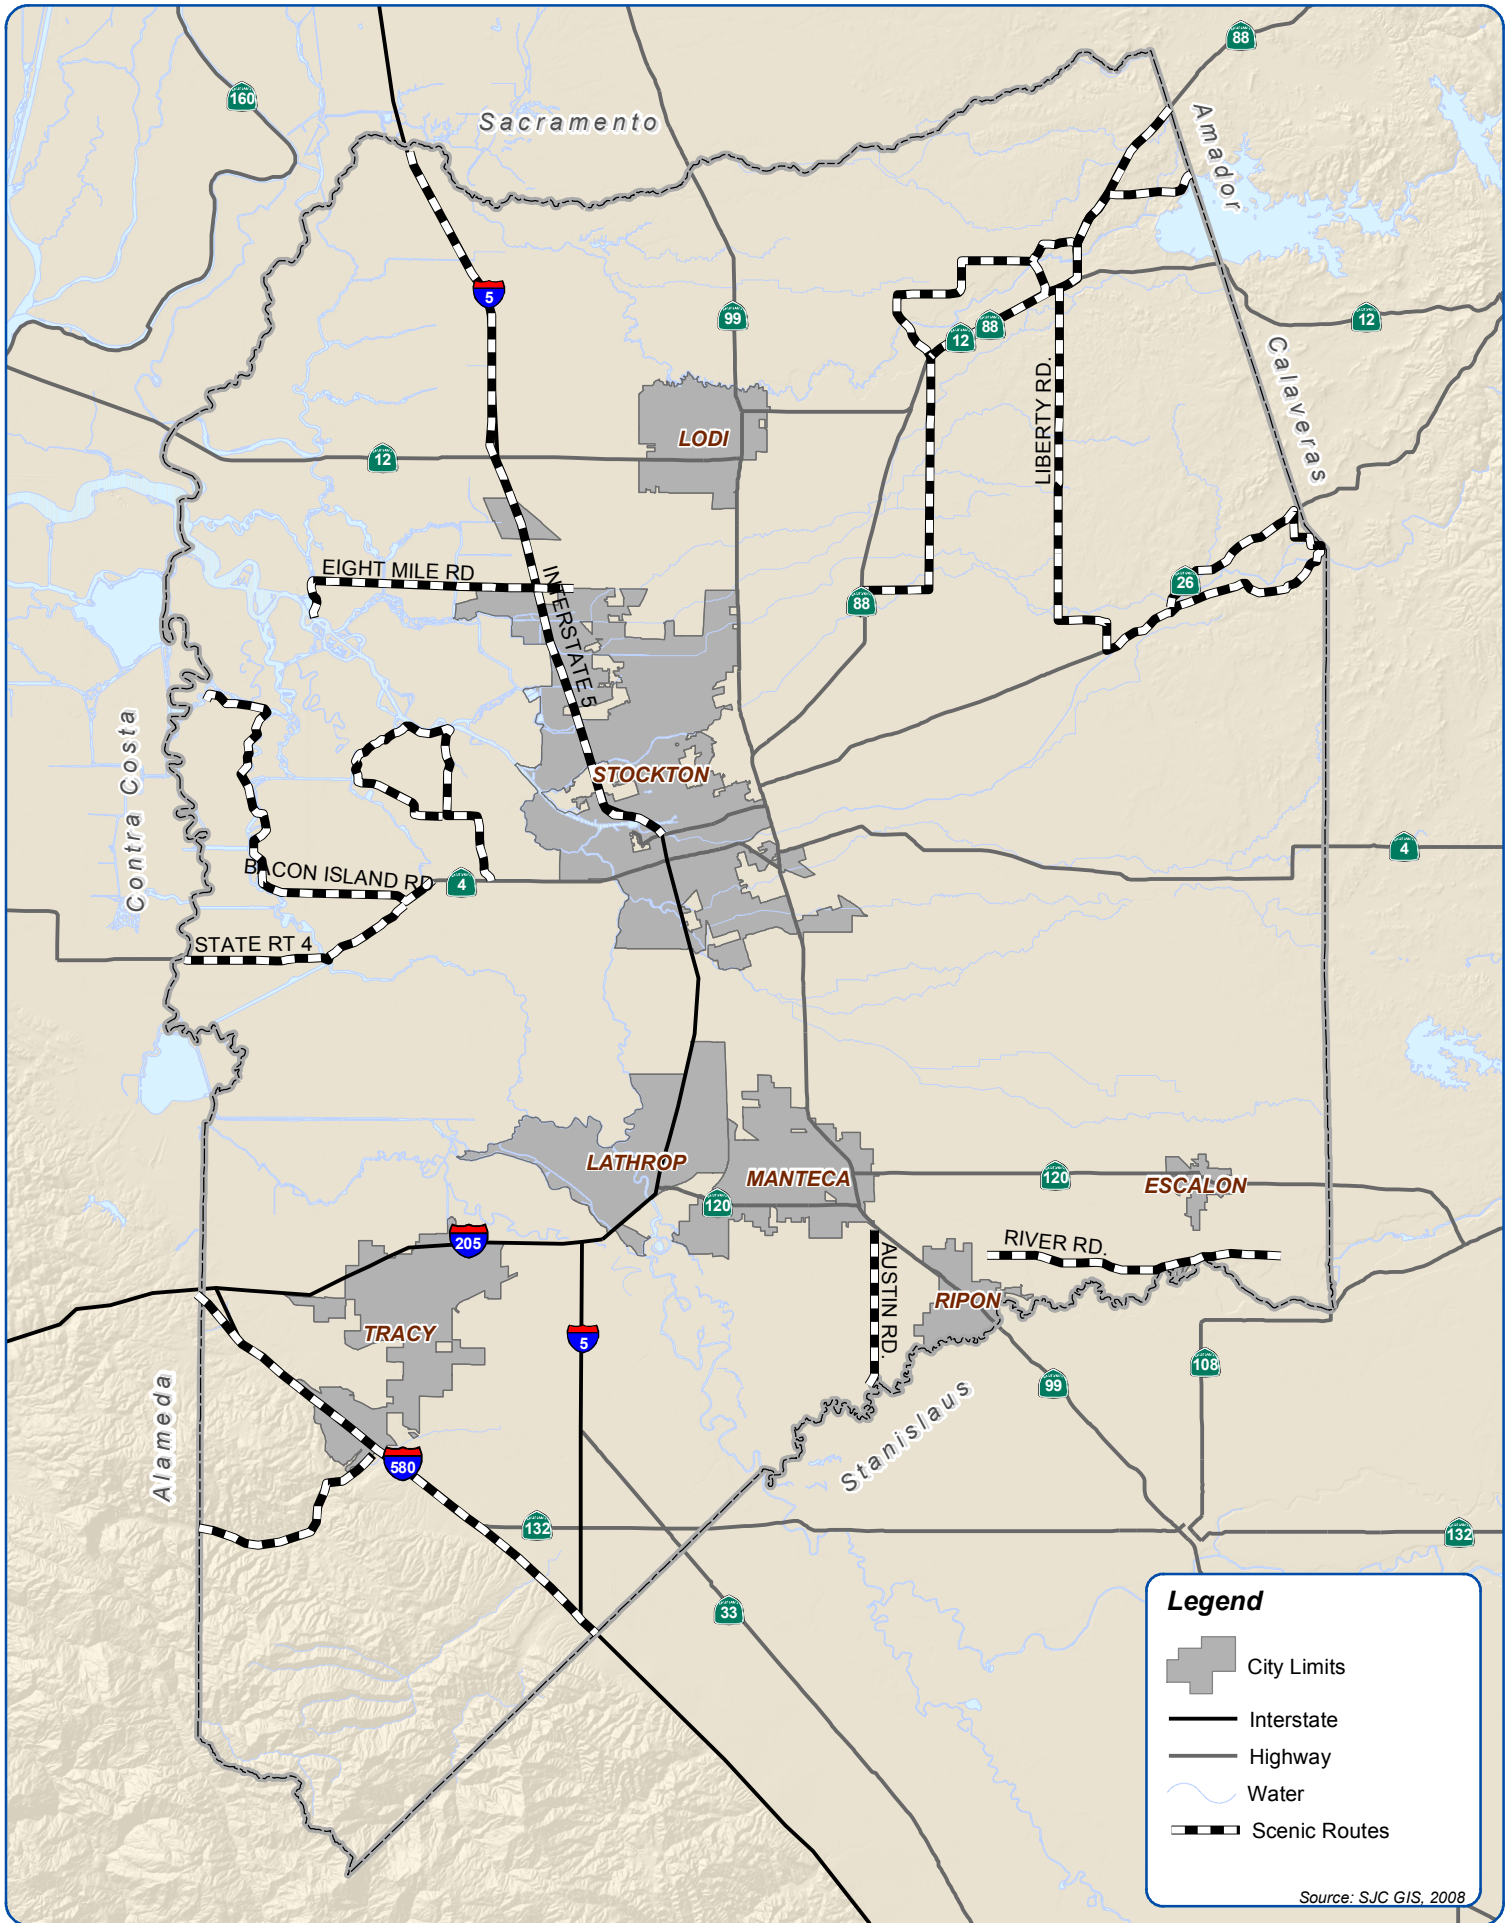 88
160
Sacramento
Amador
5
99
12
88
12
Calaveras
LIBERTY RD.
LODI
12
EIGHT MILE RD
INTERSTATE 5
26
88
Contra Costa
STOCKTON
4
BACON ISLAND RD
4
STATE RT 4
LATHROP
MANTECA
120
ESCALON
120
205
RIVER RD.
AUSTIN RD.
RIPON
TRACY
5
108
99
Alameda
Stanislaus
580
132
132
33
Legend
City Limits
Interstate
Highway
Water
Scenic Routes
Source: SJC GIS, 2008